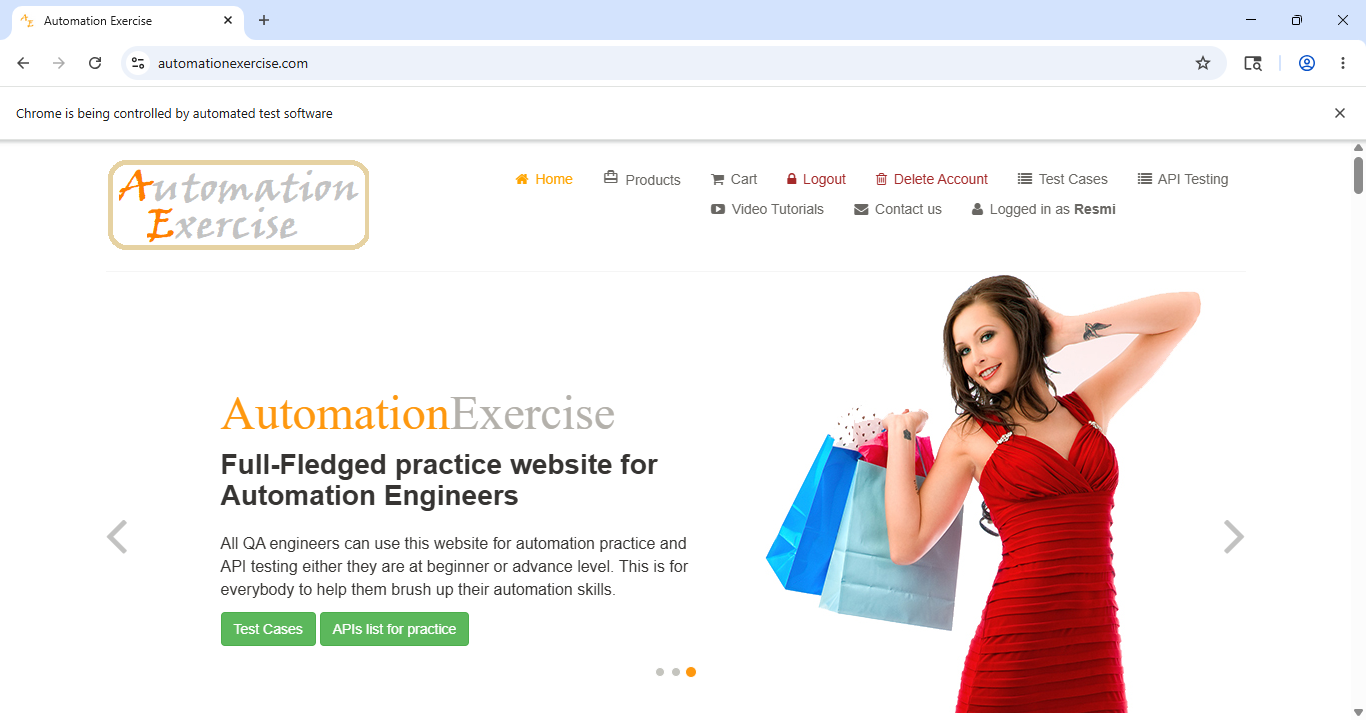 Automation Exercise
automationexercise.com
Chrome is being controlled by automated test software
Automation
Exercise
Home Products Cart Logout Delete Account Test Cases API Testing
Video Tutorials Contact us Logged in as Resmi
AutomationExercise
Full-Fledged practice website for
Automation Engineers
All QA engineers can use this website for automation practice and
API testing either they are at beginner or advance level. This is for
everybody to help them brush up their automation skills.
Test Cases APIs list for practice